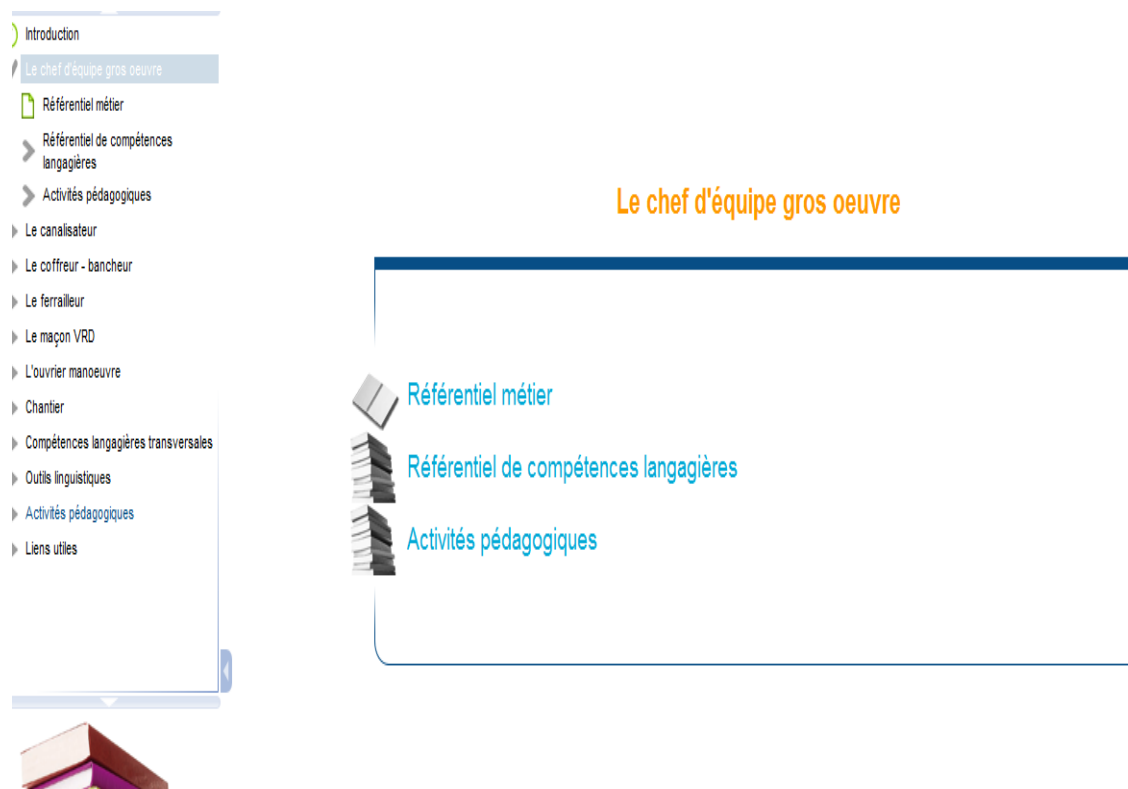 Introduction
Le chef d'équipe gros oeuvre
Référentiel métier
Référentiel de compétences
langagières
Activités pédagogiques
Le canalisateur
Le coffreur - bancheur
Le ferrailleur
Le maçon VRD
L'ouvrier manoeuvre
Chantier
Compétences langagières transversales
Outils linguistiques
Activités pédagogiques
Liens utiles
Le chef d'équipe gros oeuvre
Référentiel métier
Référentiel de compétences langagières
Activités pédagogiques